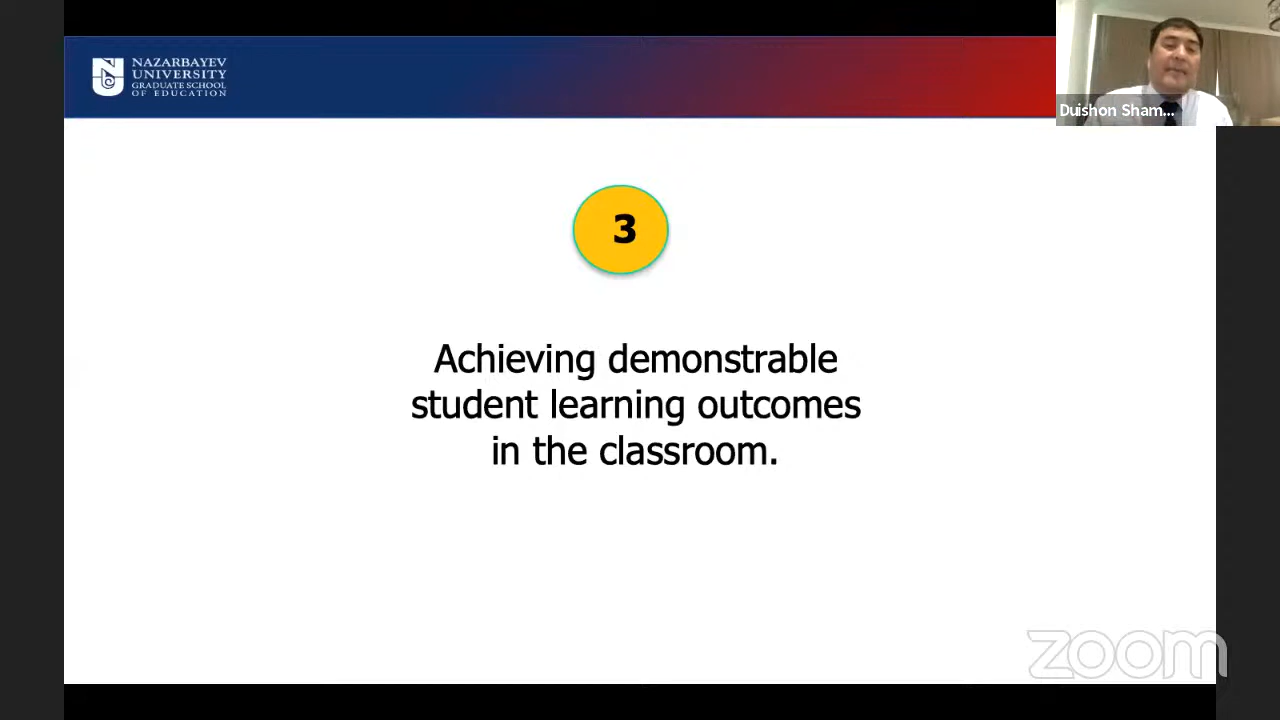 NAZARBAYEV
UNIVERSITY
GRADUATE SCHOOL
OF EDUCATION
Duishon Sham...
3
Achieving demonstrable
student learning outcomes
in the classroom.
zoom